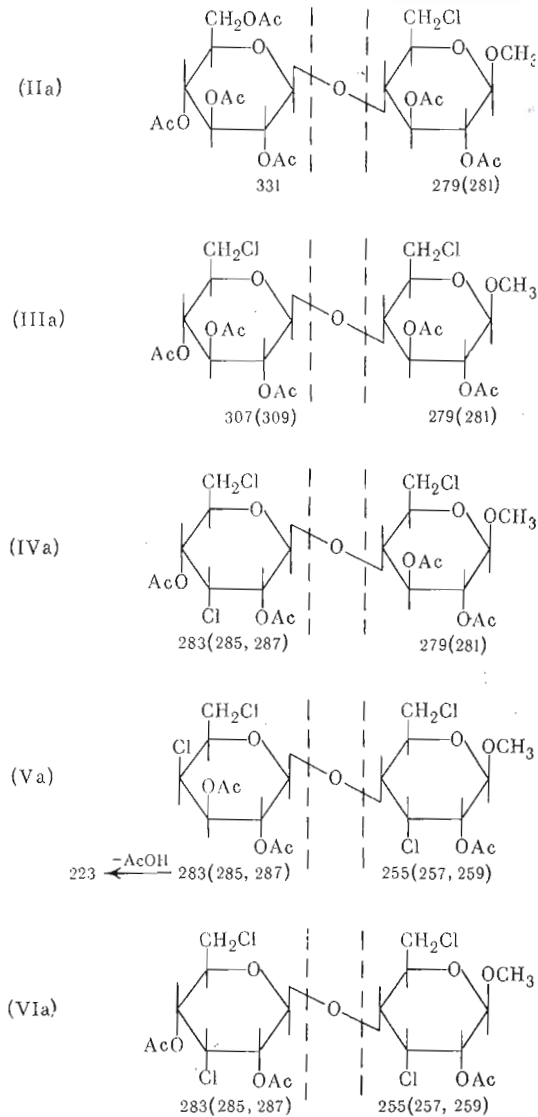 CH2OAc CH2Cl
O O OCH3
(IIa)
OAc O OAc
AcO
OAc OAc
331 279(281)
CH2Cl CH2Cl
O O OCH3
(IIIa)
OAc O OAc
AcO
OAc OAc
307(309) 279(281)
CH2Cl CH2Cl
O O OCH3
(IVa)
O OAc
AcO
Cl OAc OAc
283(285, 287) 279(281)
CH2Cl CH2Cl
Cl O O OCH3
(Va)
OAc O
OAc Cl OAc
223 –AcOH 283(285, 287) 255(257, 259)
CH2Cl CH2Cl
O O OCH3
(VIa)
O
AcO
Cl OAc Cl OAc
283(285, 287) 255(257, 259)